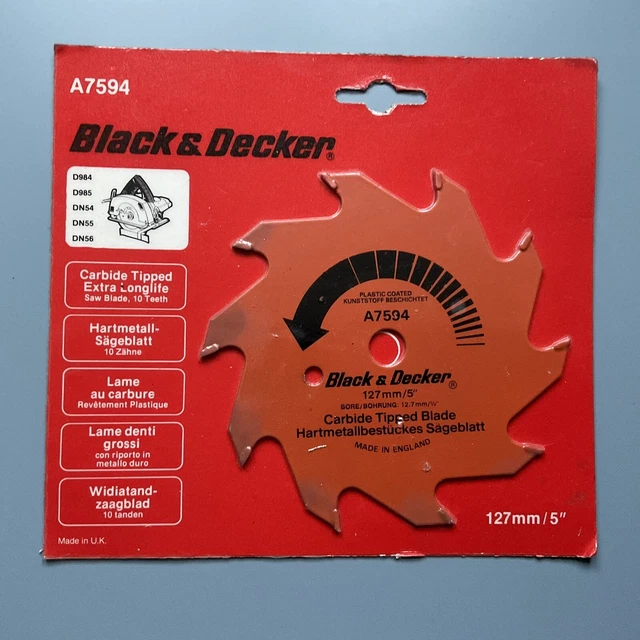 A7594
Black & Decker®
D984
D985
DN54
DN55
DN56
Carbide Tipped
Extra Longlife
Saw Blade, 10 Teeth
Hartmetall-
Sägeblatt
10 Zähne
Lame
au carbure
Revêtement Plastique
Lame denti
grossi
con riporto in
metallo duro
Widiatand-
zaagblad
10 tanden
Made in U.K.
PLASTIC COATED
KUNSTSTOFF BESCHICHTET
A7594
Black & Decker®
127mm/5"
BORE/BOHRUNG: 12.7mm/½"
Carbide Tipped Blade
Hartmetallbestückes Sägeblatt
MADE IN ENGLAND
127mm/5"